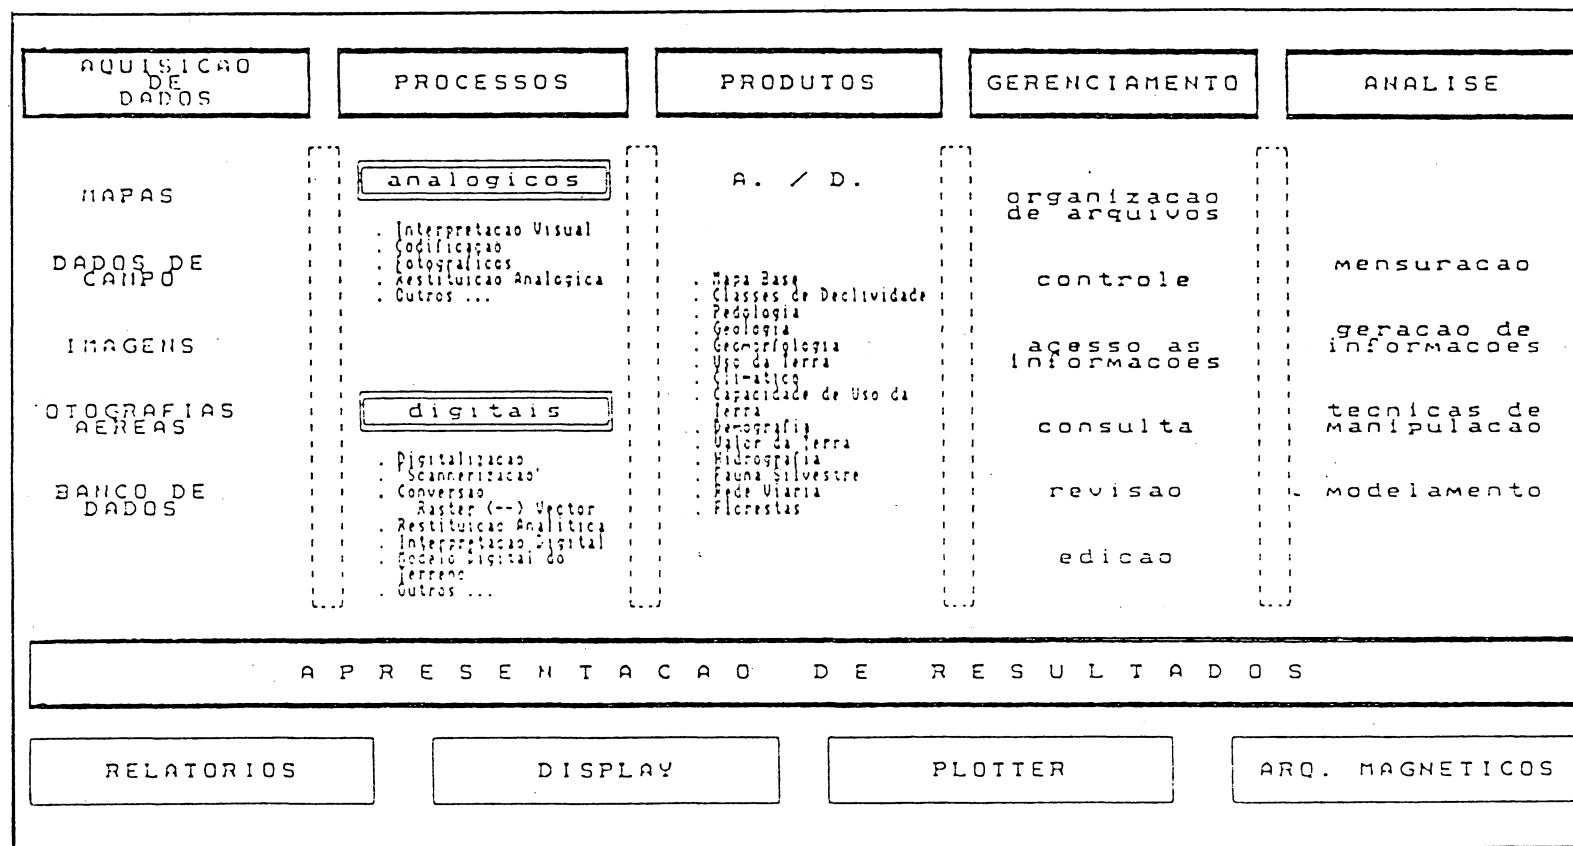 AQUISICAO
DE
DADOS
PROCESSOS
PRODUTOS
GERENCIAMENTO
ANALISE
MAPAS
DADOS DE
CAMPO
IMAGENS
OTOGRAFIAS
AEREAS
BANCO DE
DADOS
analogicos
. Interpretacao Visual
. Codificacao
. Fotograficos
. Restituicao Analogica
. Outros ...
digitais
. Digitalizacao
'Scannerizacao'
. Conversao
Raster (--) Vector
. Restituicao Analitica
. Interpretacao Digital
. Modelo Digital do
Terreno
. Outros ...
A. / D.
. Mapa Base
. Classes de Declividade
. Pedologia
. Geologia
. Geomorfologia
. Uso da Terra
. Climatico
. Capacidade de Uso da
Terra
. Demografia
. Valor da Terra
. Hidrografia
. Fauna Silvestre
. Rede Viaria
. Florestas
organizacao
de arquivos
controle
acesso as
informacoes
consulta
revisao
edicao
mensuracao
geracao de
informacoes
tecnicas de
manipulacao
modelamento
APRESENTACAO DE RESULTADOS
RELATORIOS
DISPLAY
PLOTTER
ARQ. MAGNETICOS